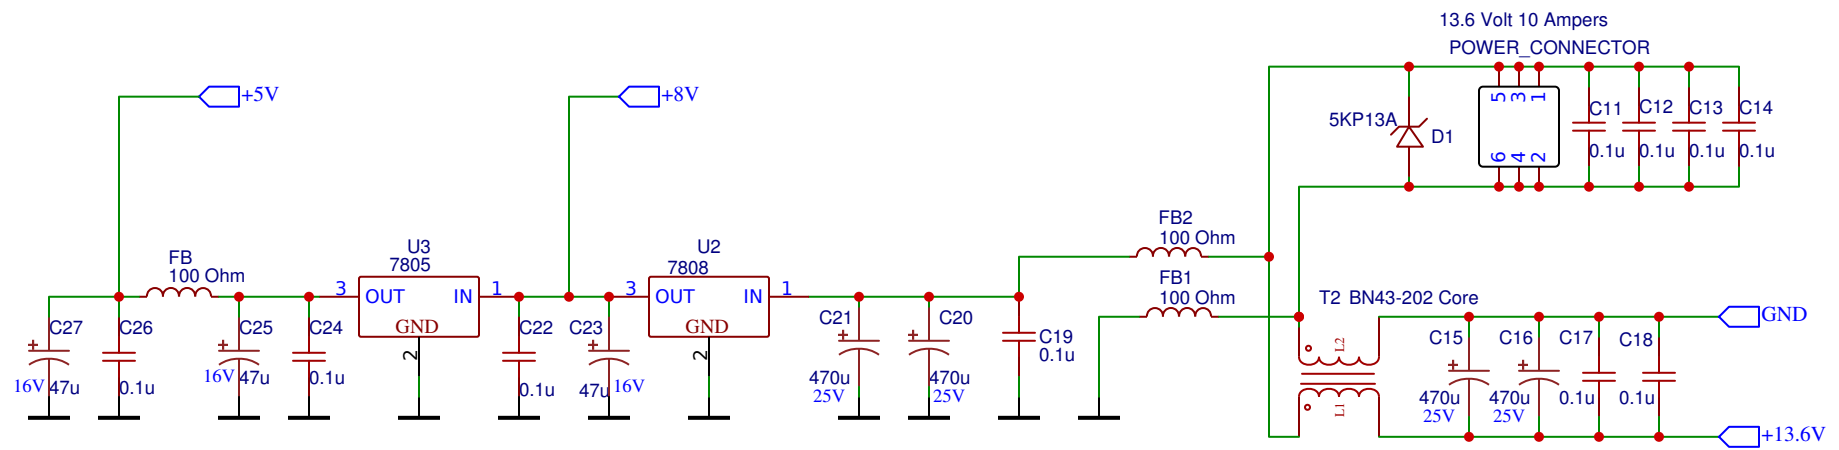 13.6 Volt 10 Ampers
POWER_CONNECTOR
5 3 1
6 4 2
5KP13A
D1
C11
0.1u
C12
0.1u
C13
0.1u
C14
0.1u
+5V
+8V
FB
100 Ohm
U3
7805
3 OUT IN 1
GND
2
U2
7808
3 OUT IN 1
GND
2
FB2
100 Ohm
FB1
100 Ohm
T2 BN43-202 Core
L2
L1
C27
+
16V 47u
C26
0.1u
C25
+
16V 47u
C24
0.1u
C22
0.1u
C23
+
47u 16V
C21
+
470u
25V
C20
+
470u
25V
C19
0.1u
C15
+
470u
25V
C16
+
470u
25V
C17
0.1u
C18
0.1u
GND
+13.6V